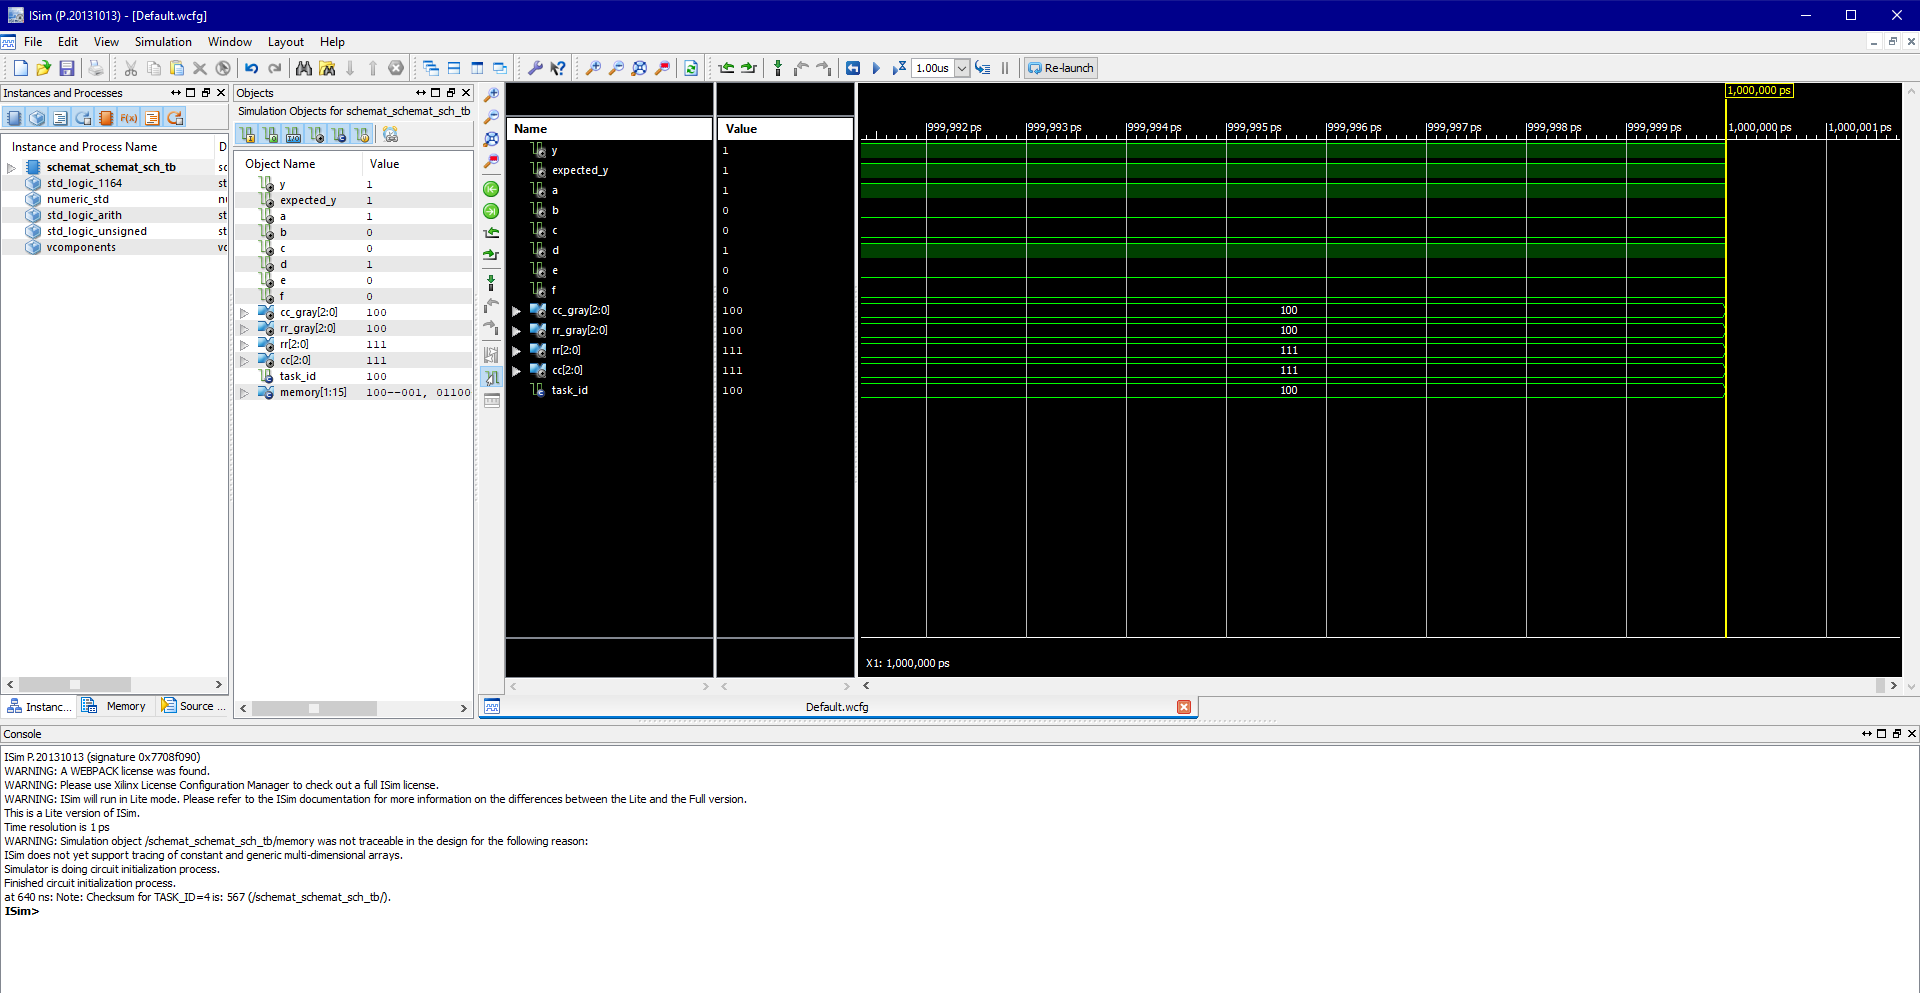 ISim (P.20131013) - [Default.wcfg]
File Edit View Simulation Window Layout Help
1.00us
Re-launch
Instances and Processes
Instance and Process Name D
schemat_schemat_sch_tb sc
std_logic_1164 st
numeric_std
std_logic_arith st
std_logic_unsigned st
vcomponents vc
Instanc... Memory Source ...
Objects
Simulation Objects for schemat_schemat_sch_tb
Object Name Value
y 1
expected_y 1
a 1
b 0
c 0
d 1
e 0
f 0
cc_gray[2:0] 100
rr_gray[2:0] 100
rr[2:0] 111
cc[2:0] 111
task_id 100
memory[1:15] 100--001, 01100
Name Value
y 1
expected_y 1
a 1
b 0
c 0
d 1
e 0
f 0
cc_gray[2:0] 100
rr_gray[2:0] 100
rr[2:0] 111
cc[2:0] 111
task_id 100
1,000,000 ps
999,992 ps 999,993 ps 999,994 ps 999,995 ps 999,996 ps 999,997 ps 999,998 ps 999,999 ps 1,000,000 ps 1,000,001 ps
100
100
111
111
100
X1: 1,000,000 ps
Default.wcfg
Console
ISim P.20131013 (signature 0x7708f090)
WARNING: A WEBPACK license was found.
WARNING: Please use Xilinx License Configuration Manager to check out a full ISim license.
WARNING: ISim will run in Lite mode. Please refer to the ISim documentation for more information on the differences between the Lite and the Full version.
This is a Lite version of ISim.
Time resolution is 1 ps
WARNING: Simulation object /schemat_schemat_sch_tb/memory was not traceable in the design for the following reason:
ISim does not yet support tracing of constant and generic multi-dimensional arrays.
Simulator is doing circuit initialization process.
Finished circuit initialization process.
at 640 ns: Note: Checksum for TASK_ID=4 is: 567 (/schemat_schemat_sch_tb/).
ISim>